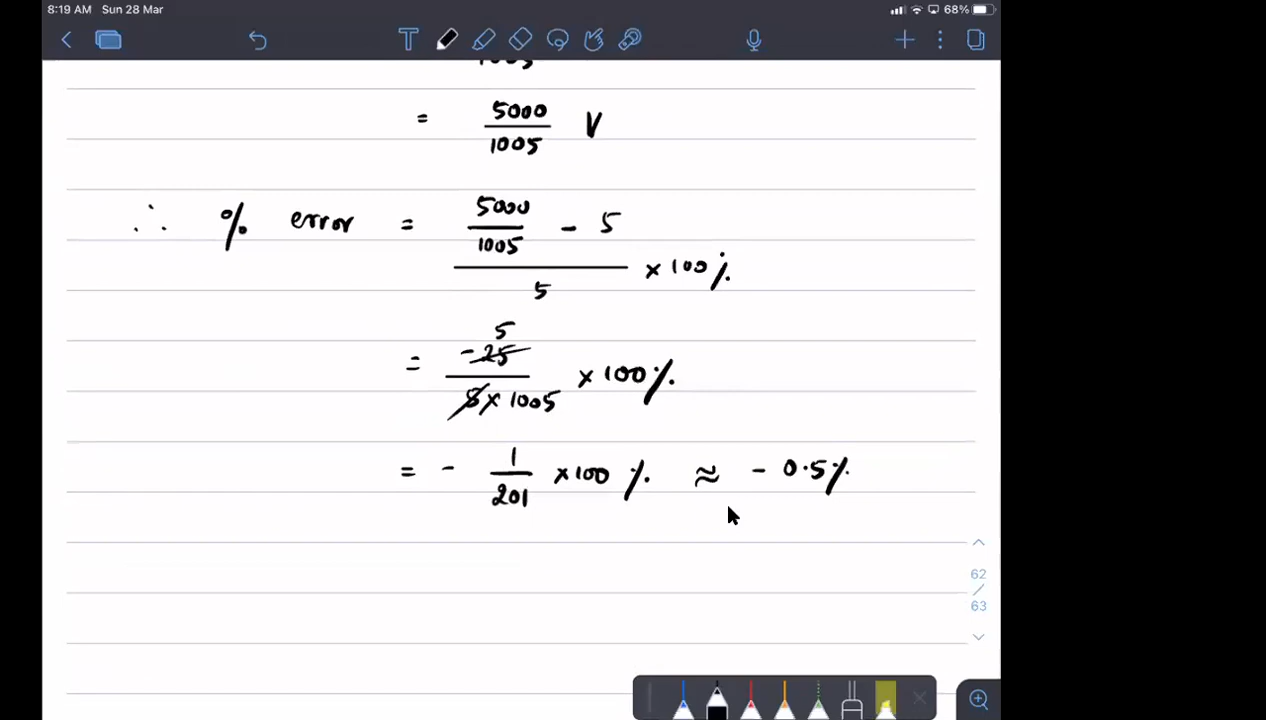 8:19 AM Sun 28 Mar 68%
T
1005
= 5000/1005 V
∴ % error = (5000/1005 - 5)/5 × 100%
5
= -25/(5 × 1005) × 100%
= - 1/201 × 100 % ≈ - 0.5%
62
/
63